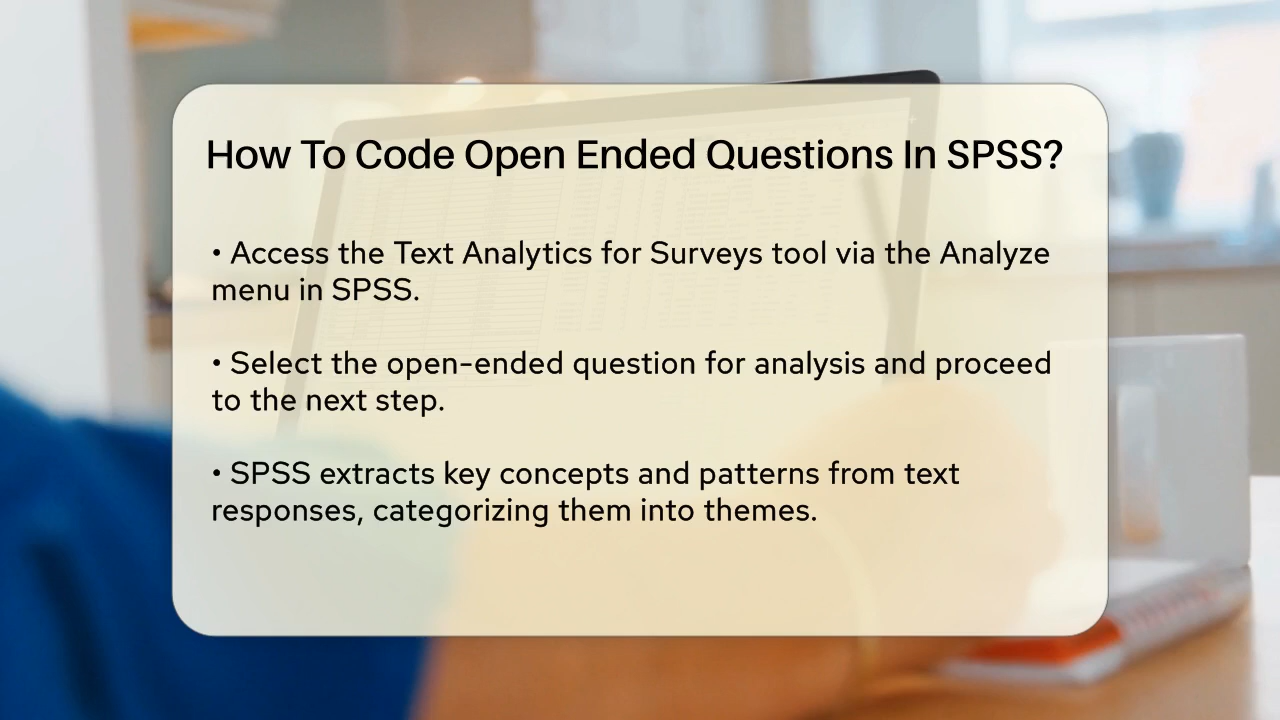 How To Code Open Ended Questions In SPSS?
• Access the Text Analytics for Surveys tool via the Analyze
menu in SPSS.
• Select the open-ended question for analysis and proceed
to the next step.
• SPSS extracts key concepts and patterns from text
responses, categorizing them into themes.